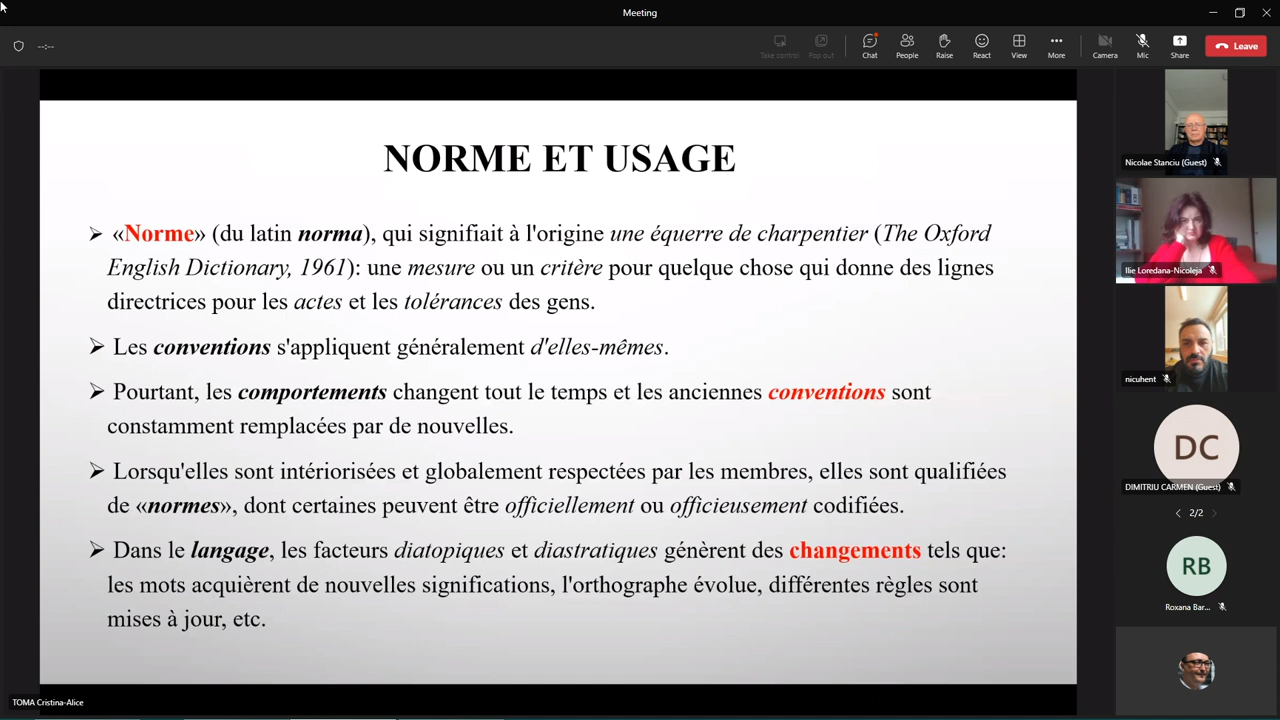 Meeting
--:--
Take control
Pop out
Chat
People
Raise
React
View
More
Camera
Mic
Share
Leave
NORME ET USAGE
➢ «Norme» (du latin norma), qui signifiait à l'origine une équerre de charpentier (The Oxford
English Dictionary, 1961): une mesure ou un critère pour quelque chose qui donne des lignes
directrices pour les actes et les tolérances des gens.
➢ Les conventions s'appliquent généralement d'elles-mêmes.
➢ Pourtant, les comportements changent tout le temps et les anciennes conventions sont
constamment remplacées par de nouvelles.
➢ Lorsqu'elles sont intériorisées et globalement respectées par les membres, elles sont qualifiées
de «normes», dont certaines peuvent être officiellement ou officieusement codifiées.
➢ Dans le langage, les facteurs diatopiques et diastratiques génèrent des changements tels que:
les mots acquièrent de nouvelles significations, l'orthographe évolue, différentes règles sont
mises à jour, etc.
TOMA Cristina-Alice
Nicolae Stanciu (Guest)
Ilie Loredana-Nicoleja
nicuhent
DC
DIMITRIU CARMEN (Guest)
2/2
RB
Roxana Bar...